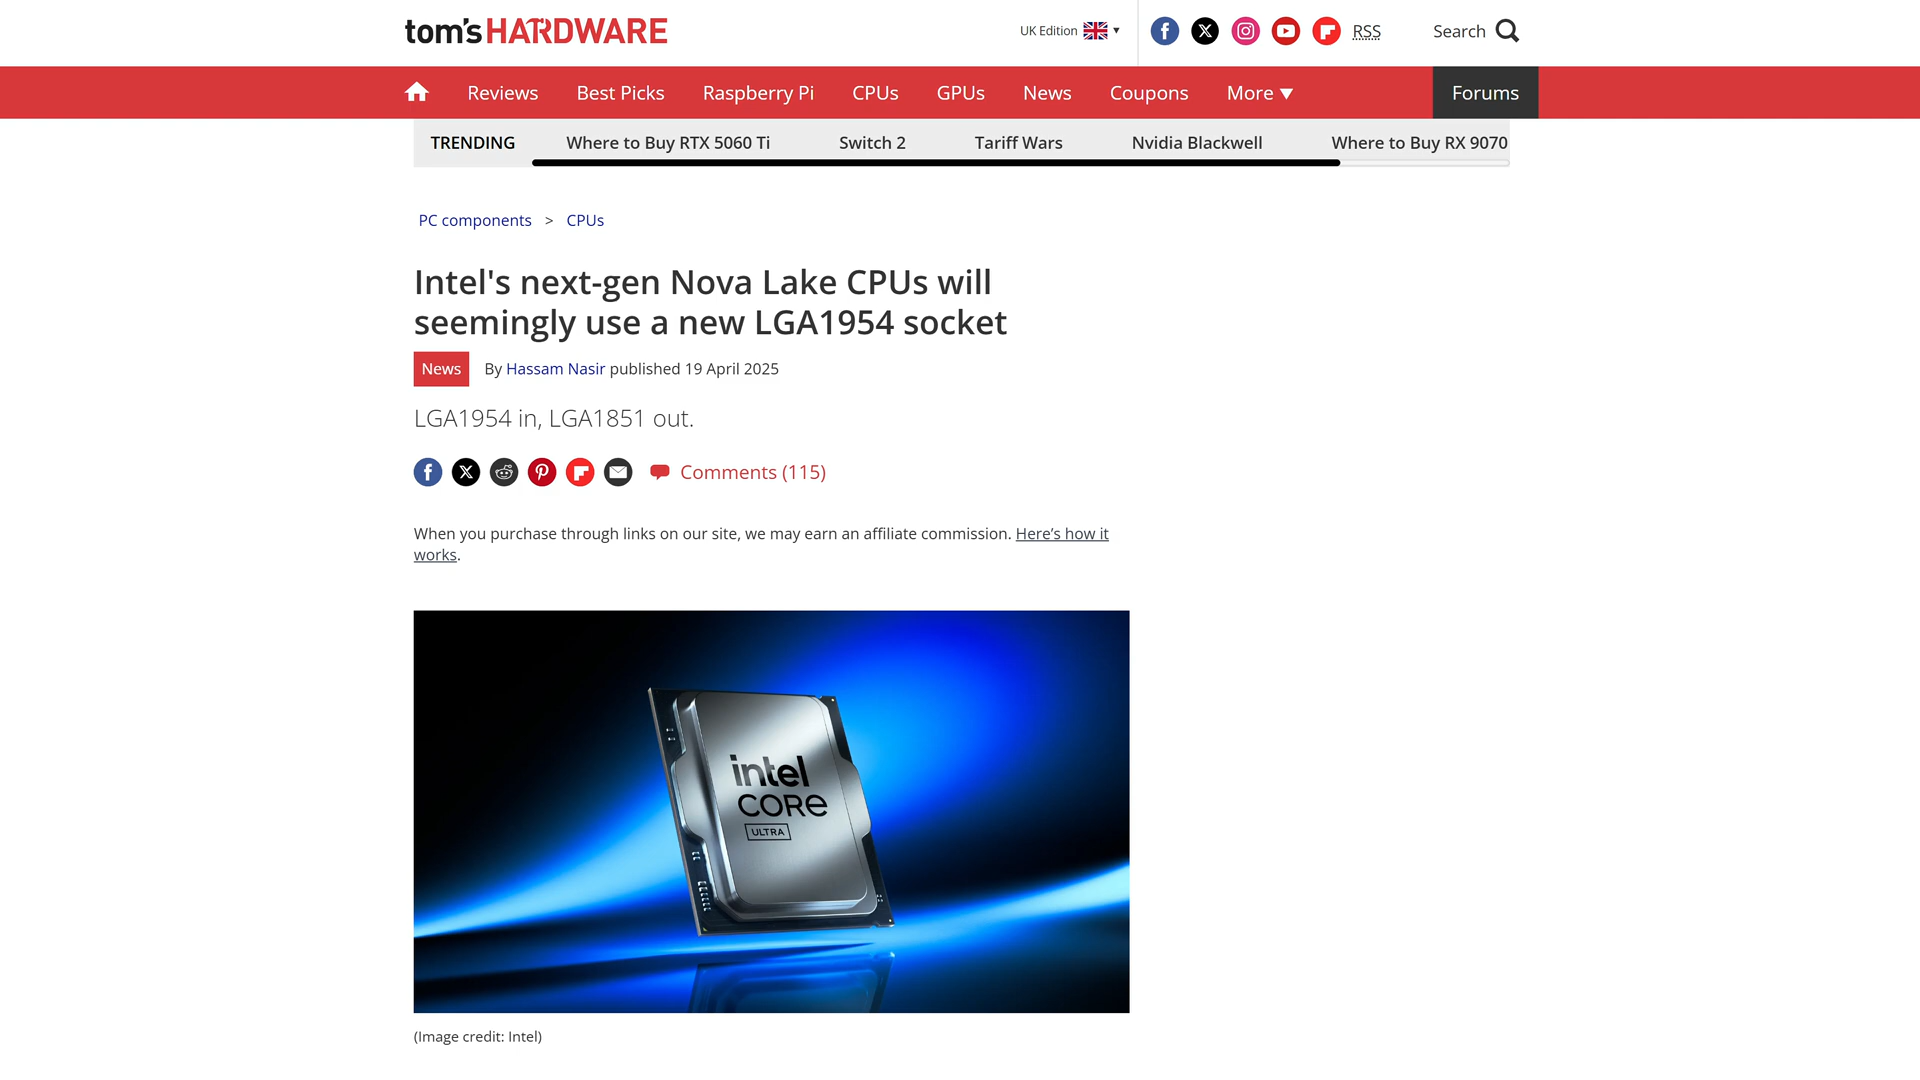 tom's HARDWARE
UK Edition
RSS
Search
Reviews
Best Picks
Raspberry Pi
CPUs
GPUs
News
Coupons
More ▼
Forums
TRENDING
Where to Buy RTX 5060 Ti
Switch 2
Tariff Wars
Nvidia Blackwell
Where to Buy RX 9070
PC components > CPUs
Intel's next-gen Nova Lake CPUs will
seemingly use a new LGA1954 socket
News
By Hassam Nasir published 19 April 2025
LGA1954 in, LGA1851 out.
Comments (115)
When you purchase through links on our site, we may earn an affiliate commission. Here’s how it
works.
intel
CORE
ULTRA
(Image credit: Intel)